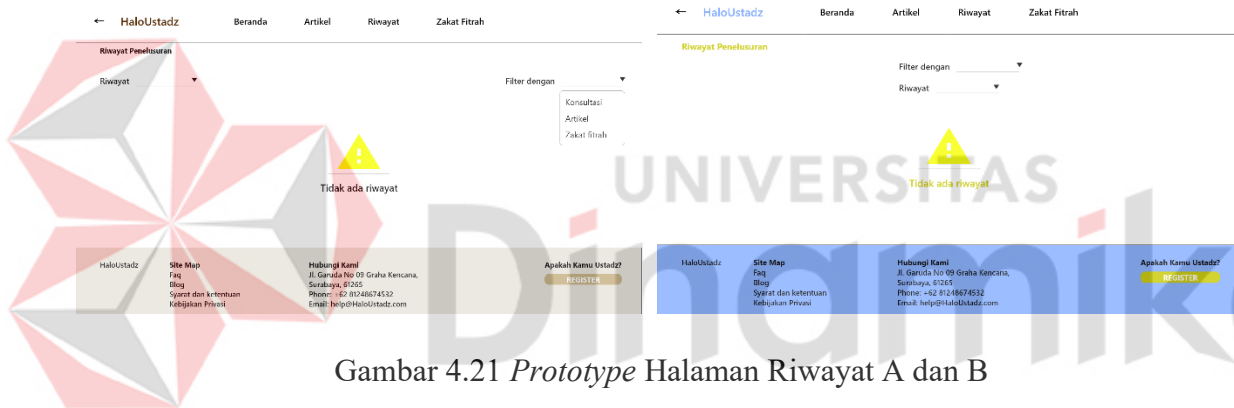 ← HaloUstadz Beranda Artikel Riwayat Zakat Fitrah
Riwayat Penelusuran
Riwayat ▼ Filter dengan ▼
Konsultasi
Artikel
Zakat fitrah
!
Tidak ada riwayat
HaloUstadz
Site Map
Faq
Blog
Syarat dan ketentuan
Kebijakan Privasi
Hubungi Kami
Jl. Garuda No 09 Graha Kencana,
Surabaya, 61265
Phone: +62 81248674532
Email: help@HaloUstadz.com
Apakah Kamu Ustadz?
REGISTER
← HaloUstadz Beranda Artikel Riwayat Zakat Fitrah
Riwayat Penelusuran
Filter dengan ▼
Riwayat ▼
!
Tidak ada riwayat
HaloUstadz
Site Map
Faq
Blog
Syarat dan ketentuan
Kebijakan Privasi
Hubungi Kami
Jl. Garuda No 09 Graha Kencana,
Surabaya, 61265
Phone: +62 81248674532
Email: help@HaloUstadz.com
Apakah Kamu Ustadz?
REGISTER
UNIVERSITAS
Dinamika
Gambar 4.21 Prototype Halaman Riwayat A dan B